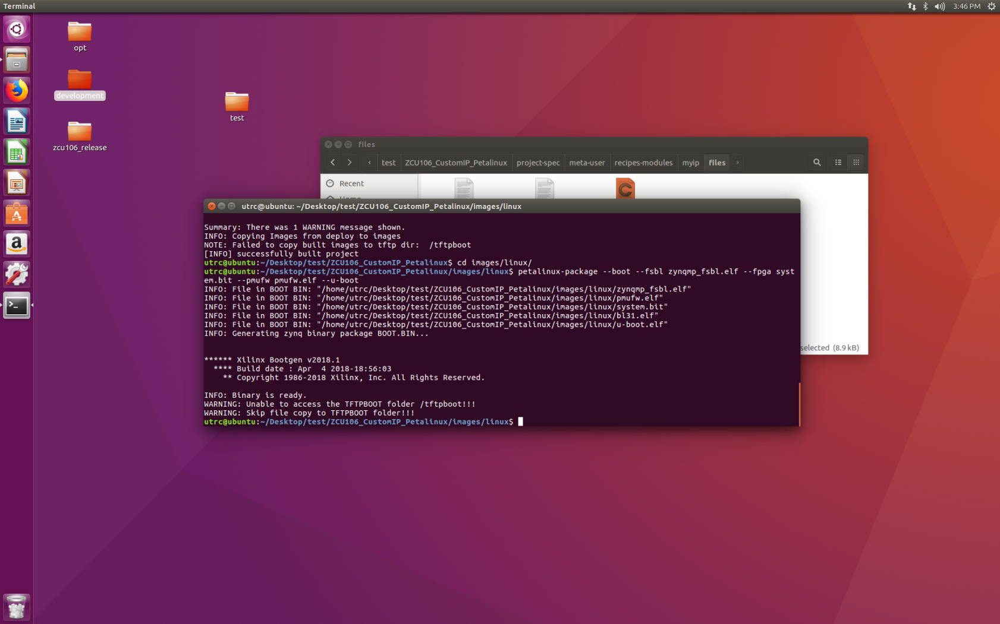 Terminal
3:46 PM
opt
development
test
zcu106_release
files
test ZCU106_CustomIP_Petalinux project-spec meta-user recipes-modules myip files
Recent
utrc@ubuntu: ~/Desktop/test/ZCU106_CustomIP_Petalinux/images/linux
Summary: There was 1 WARNING message shown.
INFO: Copying Images from deploy to images
NOTE: Failed to copy built images to tftp dir:  /tftpboot
[INFO] successfully built project
utrc@ubuntu:~/Desktop/test/ZCU106_CustomIP_Petalinux$ cd images/linux/
utrc@ubuntu:~/Desktop/test/ZCU106_CustomIP_Petalinux/images/linux$ petalinux-package --boot --fsbl zynqmp_fsbl.elf --fpga syst
em.bit --pmufw pmufw.elf --u-boot
INFO: File in BOOT BIN: "/home/utrc/Desktop/test/ZCU106_CustomIP_Petalinux/images/linux/zynqmp_fsbl.elf"
INFO: File in BOOT BIN: "/home/utrc/Desktop/test/ZCU106_CustomIP_Petalinux/images/linux/pmufw.elf"
INFO: File in BOOT BIN: "/home/utrc/Desktop/test/ZCU106_CustomIP_Petalinux/images/linux/system.bit"
INFO: File in BOOT BIN: "/home/utrc/Desktop/test/ZCU106_CustomIP_Petalinux/images/linux/bl31.elf"
INFO: File in BOOT BIN: "/home/utrc/Desktop/test/ZCU106_CustomIP_Petalinux/images/linux/u-boot.elf"
INFO: Generating zynq binary package BOOT.BIN...
****** Xilinx Bootgen v2018.1
**** Build date : Apr  4 2018-18:56:03
** Copyright 1986-2018 Xilinx, Inc. All Rights Reserved.
INFO: Binary is ready.
WARNING: Unable to access the TFTPBOOT folder /tftpboot!!!
WARNING: Skip file copy to TFTPBOOT folder!!!
utrc@ubuntu:~/Desktop/test/ZCU106_CustomIP_Petalinux/images/linux$
selected (8.9 kB)